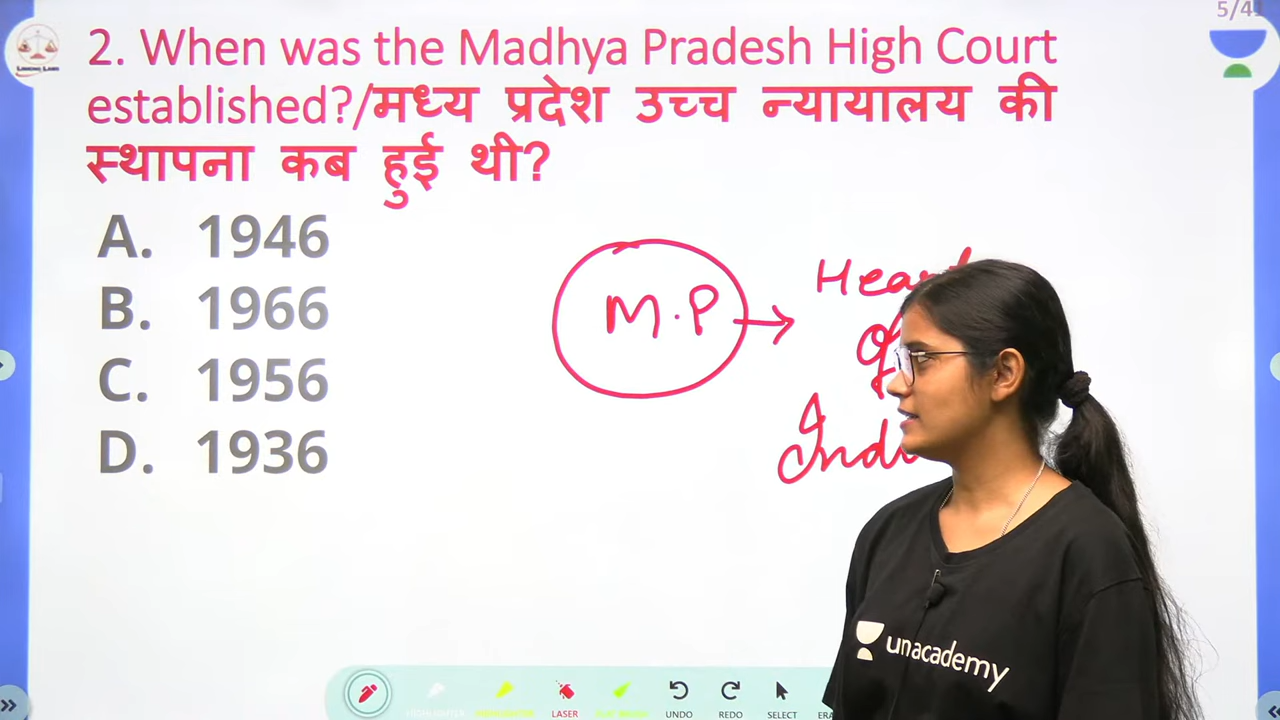 5/41
2. When was the Madhya Pradesh High Court
established?/मध्य प्रदेश उच्च न्यायालय की
स्थापना कब हुई थी?
A. 1946
B. 1966
C. 1956
D. 1936
M.P
unacademy
LASER
UNDO
REDO
SELECT